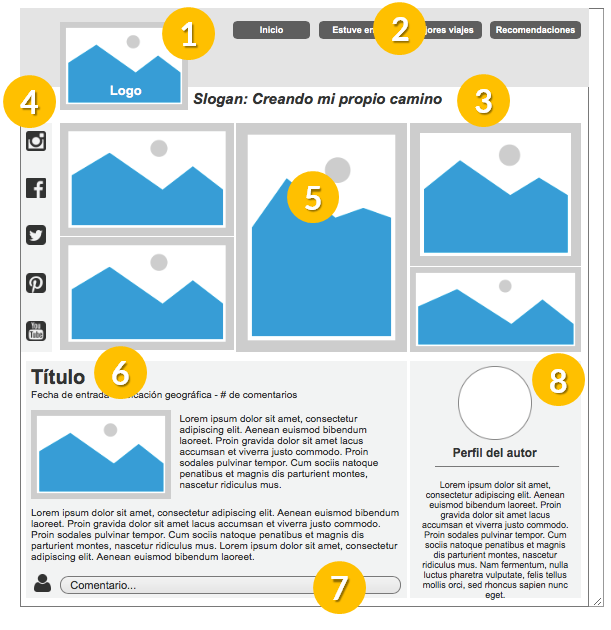 1
2
Inicio
Estuve en
ores viajes
Recomendaciones
Logo
Slogan: Creando mi propio camino
3
4
5
You
Tube
6
Título
Fecha de entrada
cación geográfica - # de comentarios
8
Lorem ipsum dolor sit amet, consectetur
adipiscing elit. Aenean euismod bibendum
laoreet. Proin gravida dolor sit amet lacus
accumsan et viverra justo commodo. Proin
sodales pulvinar tempor. Cum sociis natoque
penatibus et magnis dis parturient montes,
nascetur ridiculus mus.
Lorem ipsum dolor sit amet, consectetur adipiscing elit. Aenean euismod bibendum
laoreet. Proin gravida dolor sit amet lacus accumsan et viverra justo commodo.
Proin sodales pulvinar tempor. Cum sociis natoque penatibus et magnis dis
parturient montes, nascetur ridiculus mus. Lorem ipsum dolor sit amet, consectetur
adipiscing elit. Aenean euismod bibendum laoreet.
Comentario...
7
Perfil del autor
Lorem ipsum dolor sit amet,
consectetur adipiscing elit. Aenean
euismod bibendum laoreet. Proin
gravida dolor sit amet lacus
accumsan et viverra justo commodo.
Proin sodales pulvinar tempor. Cum
sociis natoque penatibus et magnis
dis parturient montes, nascetur
ridiculus mus. Nam fermentum, nulla
luctus pharetra vulputate, felis tellus
mollis orci, sed rhoncus sapien nunc
eget.